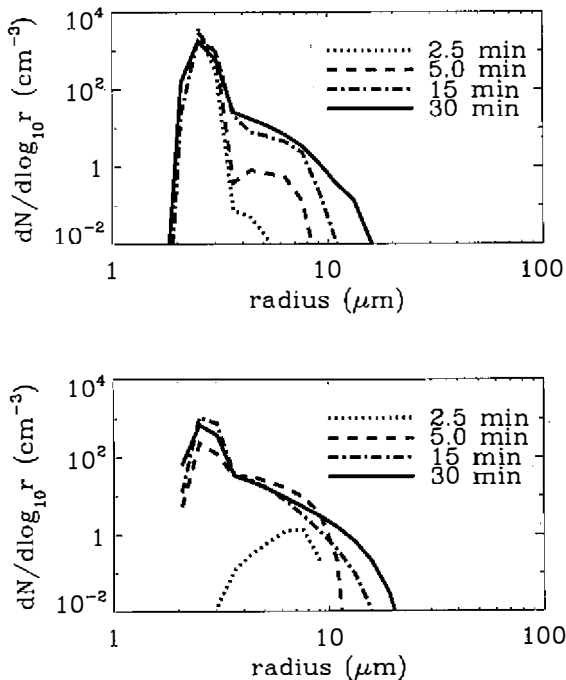 dN/dlog₁₀r (cm⁻³)
10⁴
10²
1
10⁻²
2.5 min
5.0 min
15 min
30 min
1 10 100
radius (μm)
dN/dlog₁₀r (cm⁻³)
10⁴
10²
1
10⁻²
2.5 min
5.0 min
15 min
30 min
1 10 100
radius (μm)